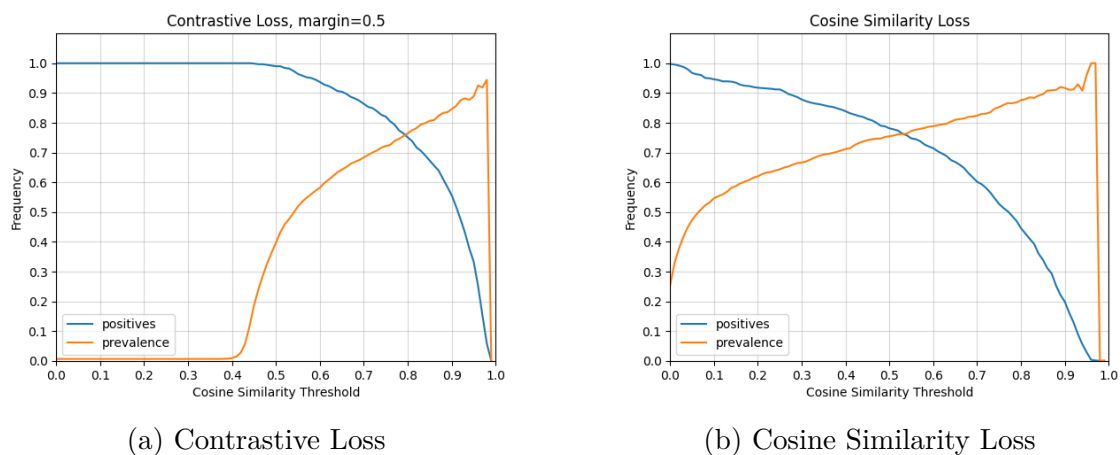 Contrastive Loss, margin=0.5
Frequency
1.0
0.9
0.8
0.7
0.6
0.5
0.4
0.3
0.2
0.1
0.0
positives
prevalence
0.0 0.1 0.2 0.3 0.4 0.5 0.6 0.7 0.8 0.9 1.0
Cosine Similarity Threshold
(a) Contrastive Loss
Cosine Similarity Loss
Frequency
1.0
0.9
0.8
0.7
0.6
0.5
0.4
0.3
0.2
0.1
0.0
positives
prevalence
0.0 0.1 0.2 0.3 0.4 0.5 0.6 0.7 0.8 0.9 1.0
Cosine Similarity Threshold
(b) Cosine Similarity Loss